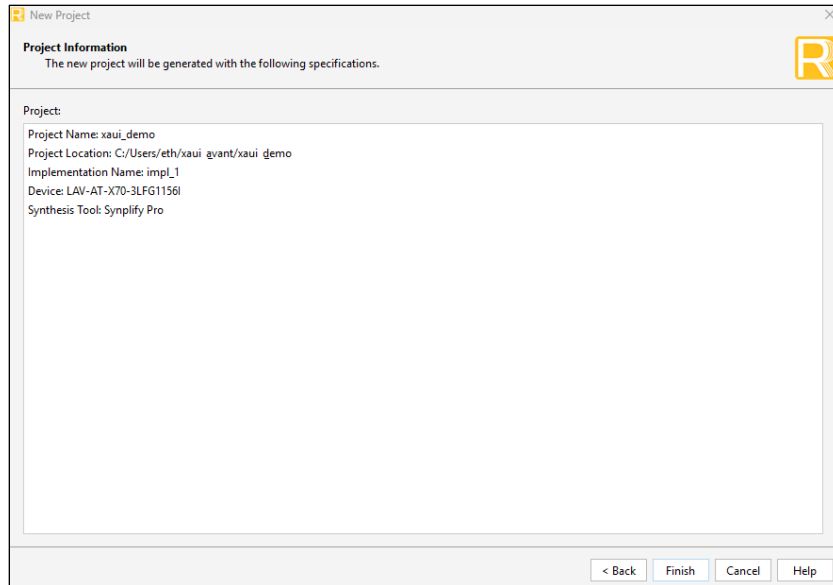 New Project
Project Information
The new project will be generated with the following specifications.
Project:
Project Name: xaui_demo
Project Location: C:/Users/eth/xaui_avant/xaui_demo
Implementation Name: impl_1
Device: LAV-AT-X70-3LFG1156I
Synthesis Tool: Synplify Pro
< Back Finish Cancel Help